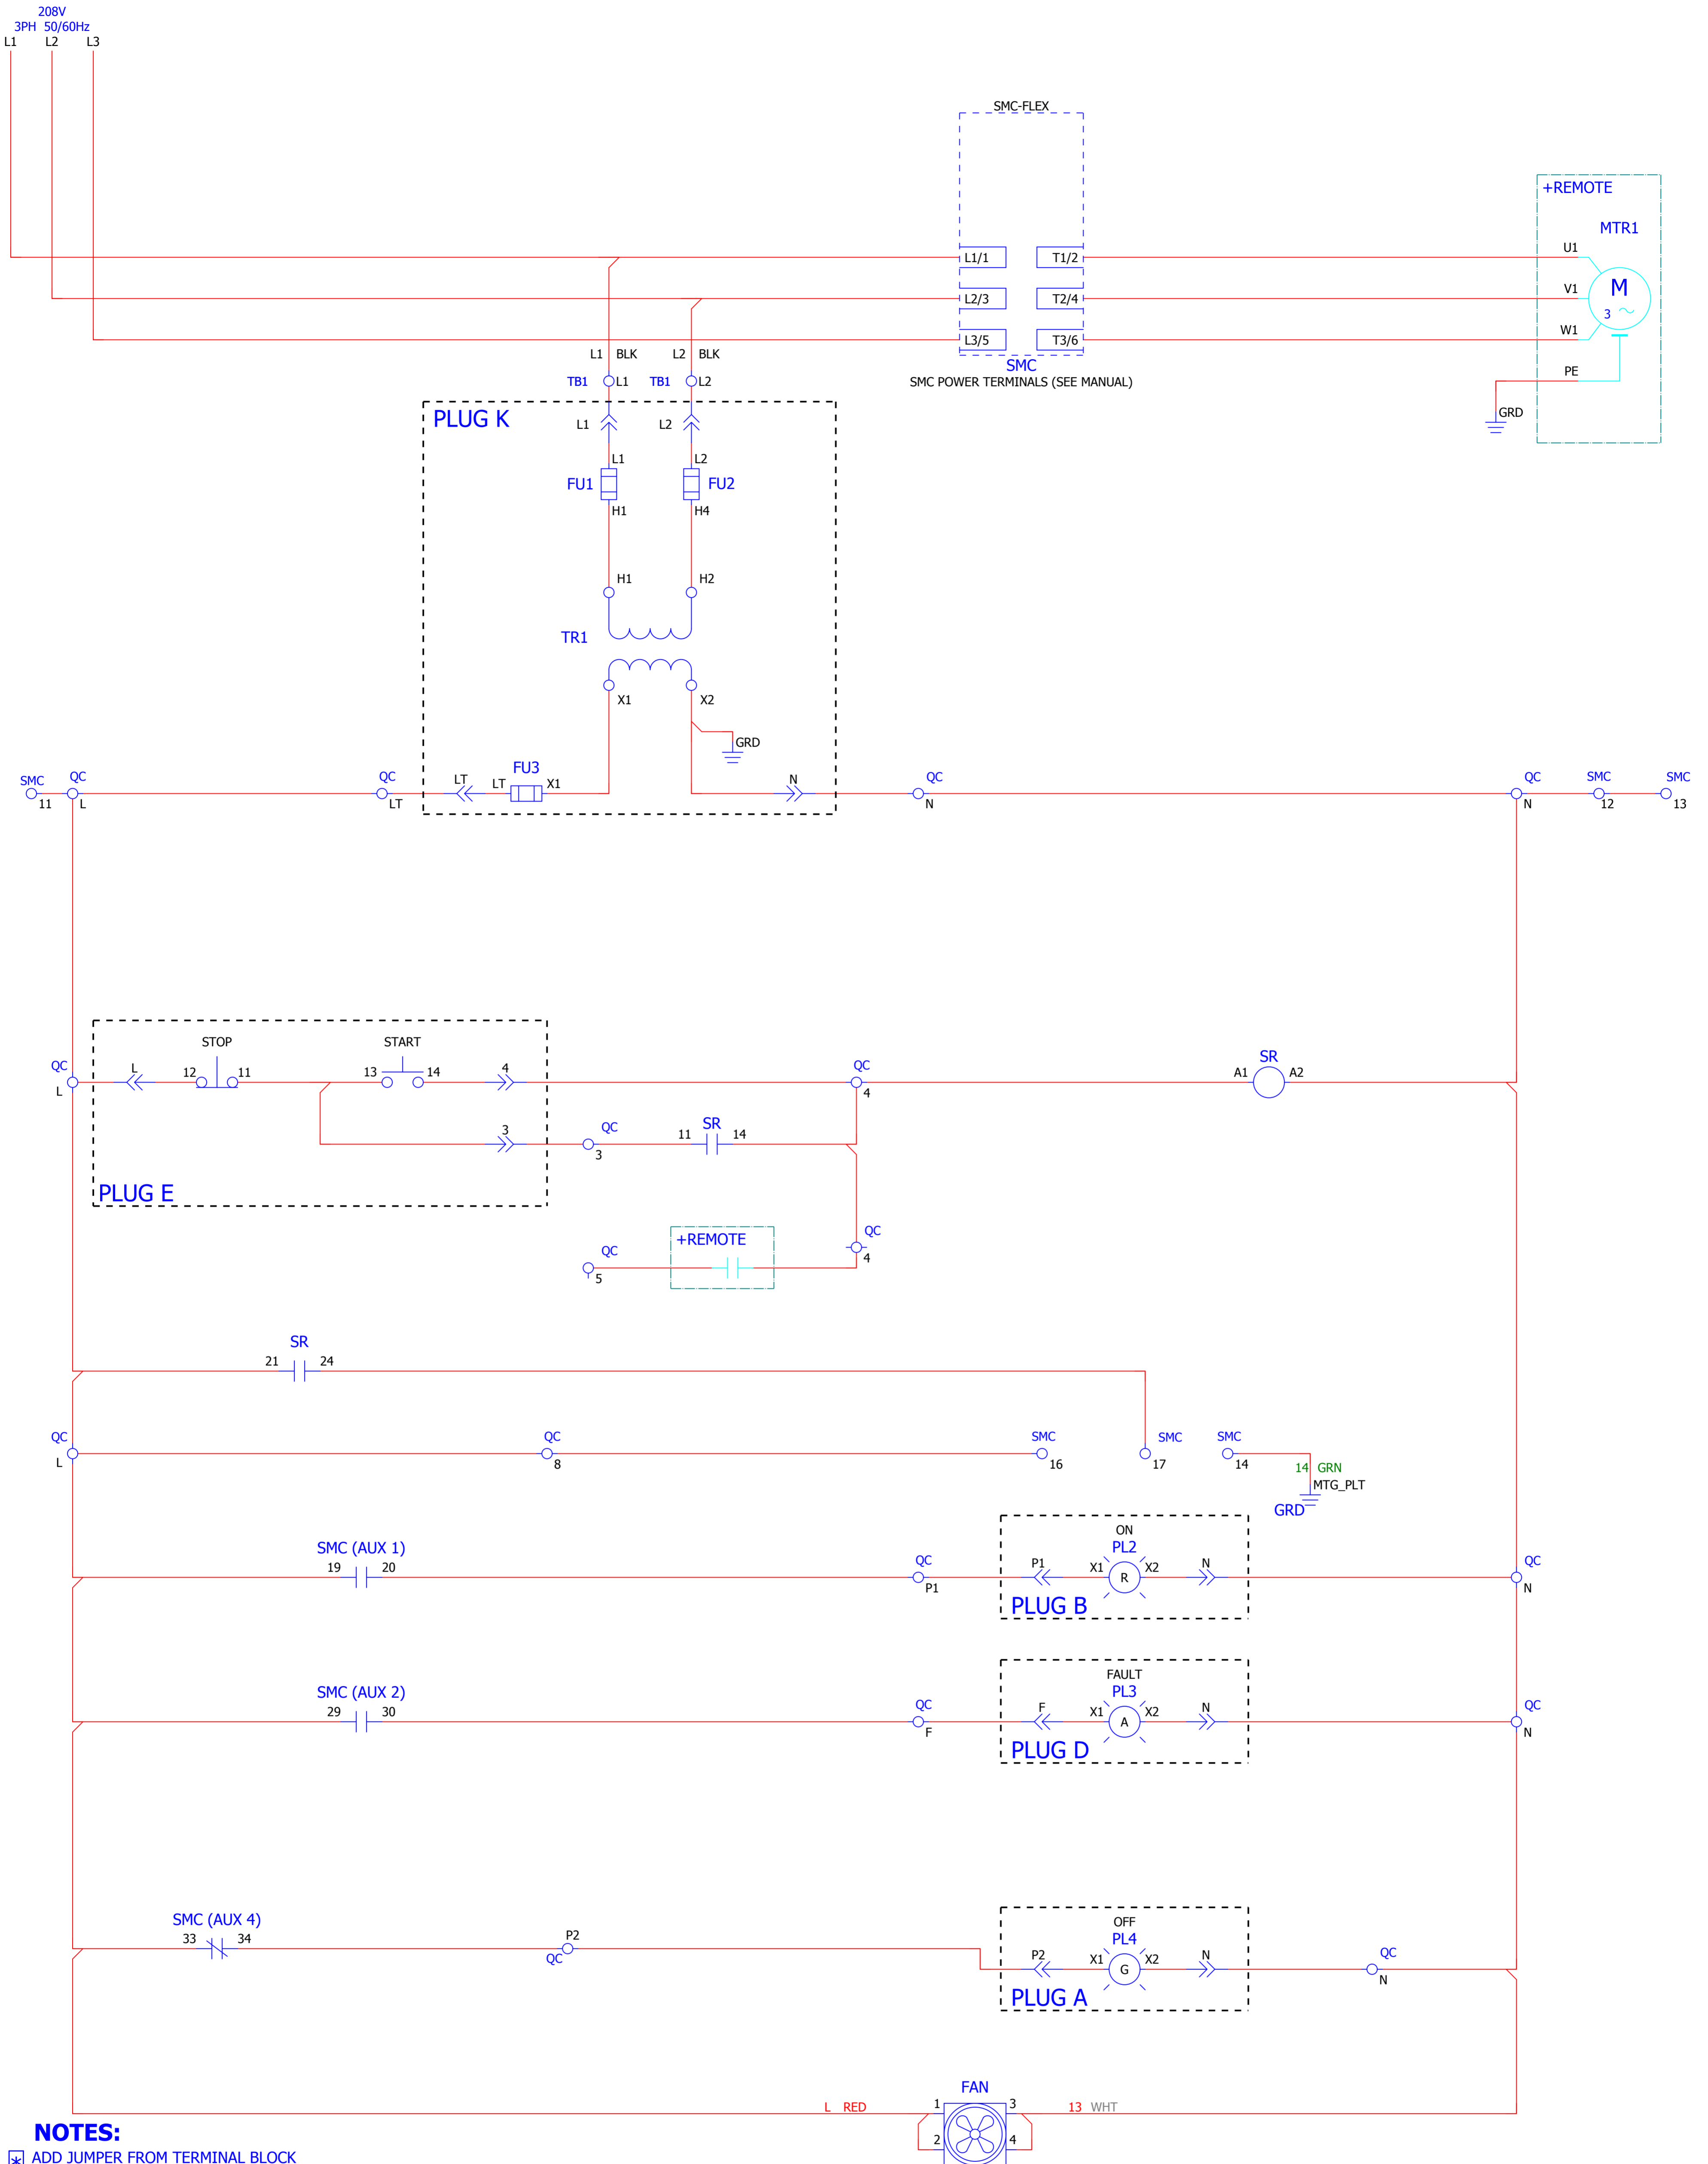 208V
3PH 50/60Hz
L1 L2 L3
SMC-FLEX
+REMOTE
MTR1
U1
L1/1 T1/2
V1
M
3
L2/3 T2/4
W1
L3/5 T3/6
L1 BLK L2 BLK
SMC
SMC POWER TERMINALS (SEE MANUAL)
PE
TB1 L1 TB1 L2
GRD
PLUG K
L1 L2
L1 L2
FU1 FU2
H1 H4
H1 H2
TR1
X1 X2
GRD
FU3
SMC QC QC LT LT X1 N QC QC SMC SMC
11 L LT N N 12 13
STOP START
QC L 12 11 13 14 4 QC SR
A1 A2
L 4
3 QC 11 SR 14
3
PLUG E
+REMOTE
QC QC
5 4
SR
21 24
QC QC SMC SMC SMC
L 8 16 17 14
14 GRN
MTG_PLT
GRD
ON
SMC (AUX 1) PL2
19 20 QC P1 X1 R X2 N QC
P1 N
PLUG B
FAULT
SMC (AUX 2) PL3
29 30 QC F X1 A X2 N QC
F N
PLUG D
OFF
SMC (AUX 4) PL4
33 34 P2 P2 X1 G X2 N QC
QC N
PLUG A
FAN
L RED 1 3 13 WHT
2 4
NOTES:
* ADD JUMPER FROM TERMINAL BLOCK